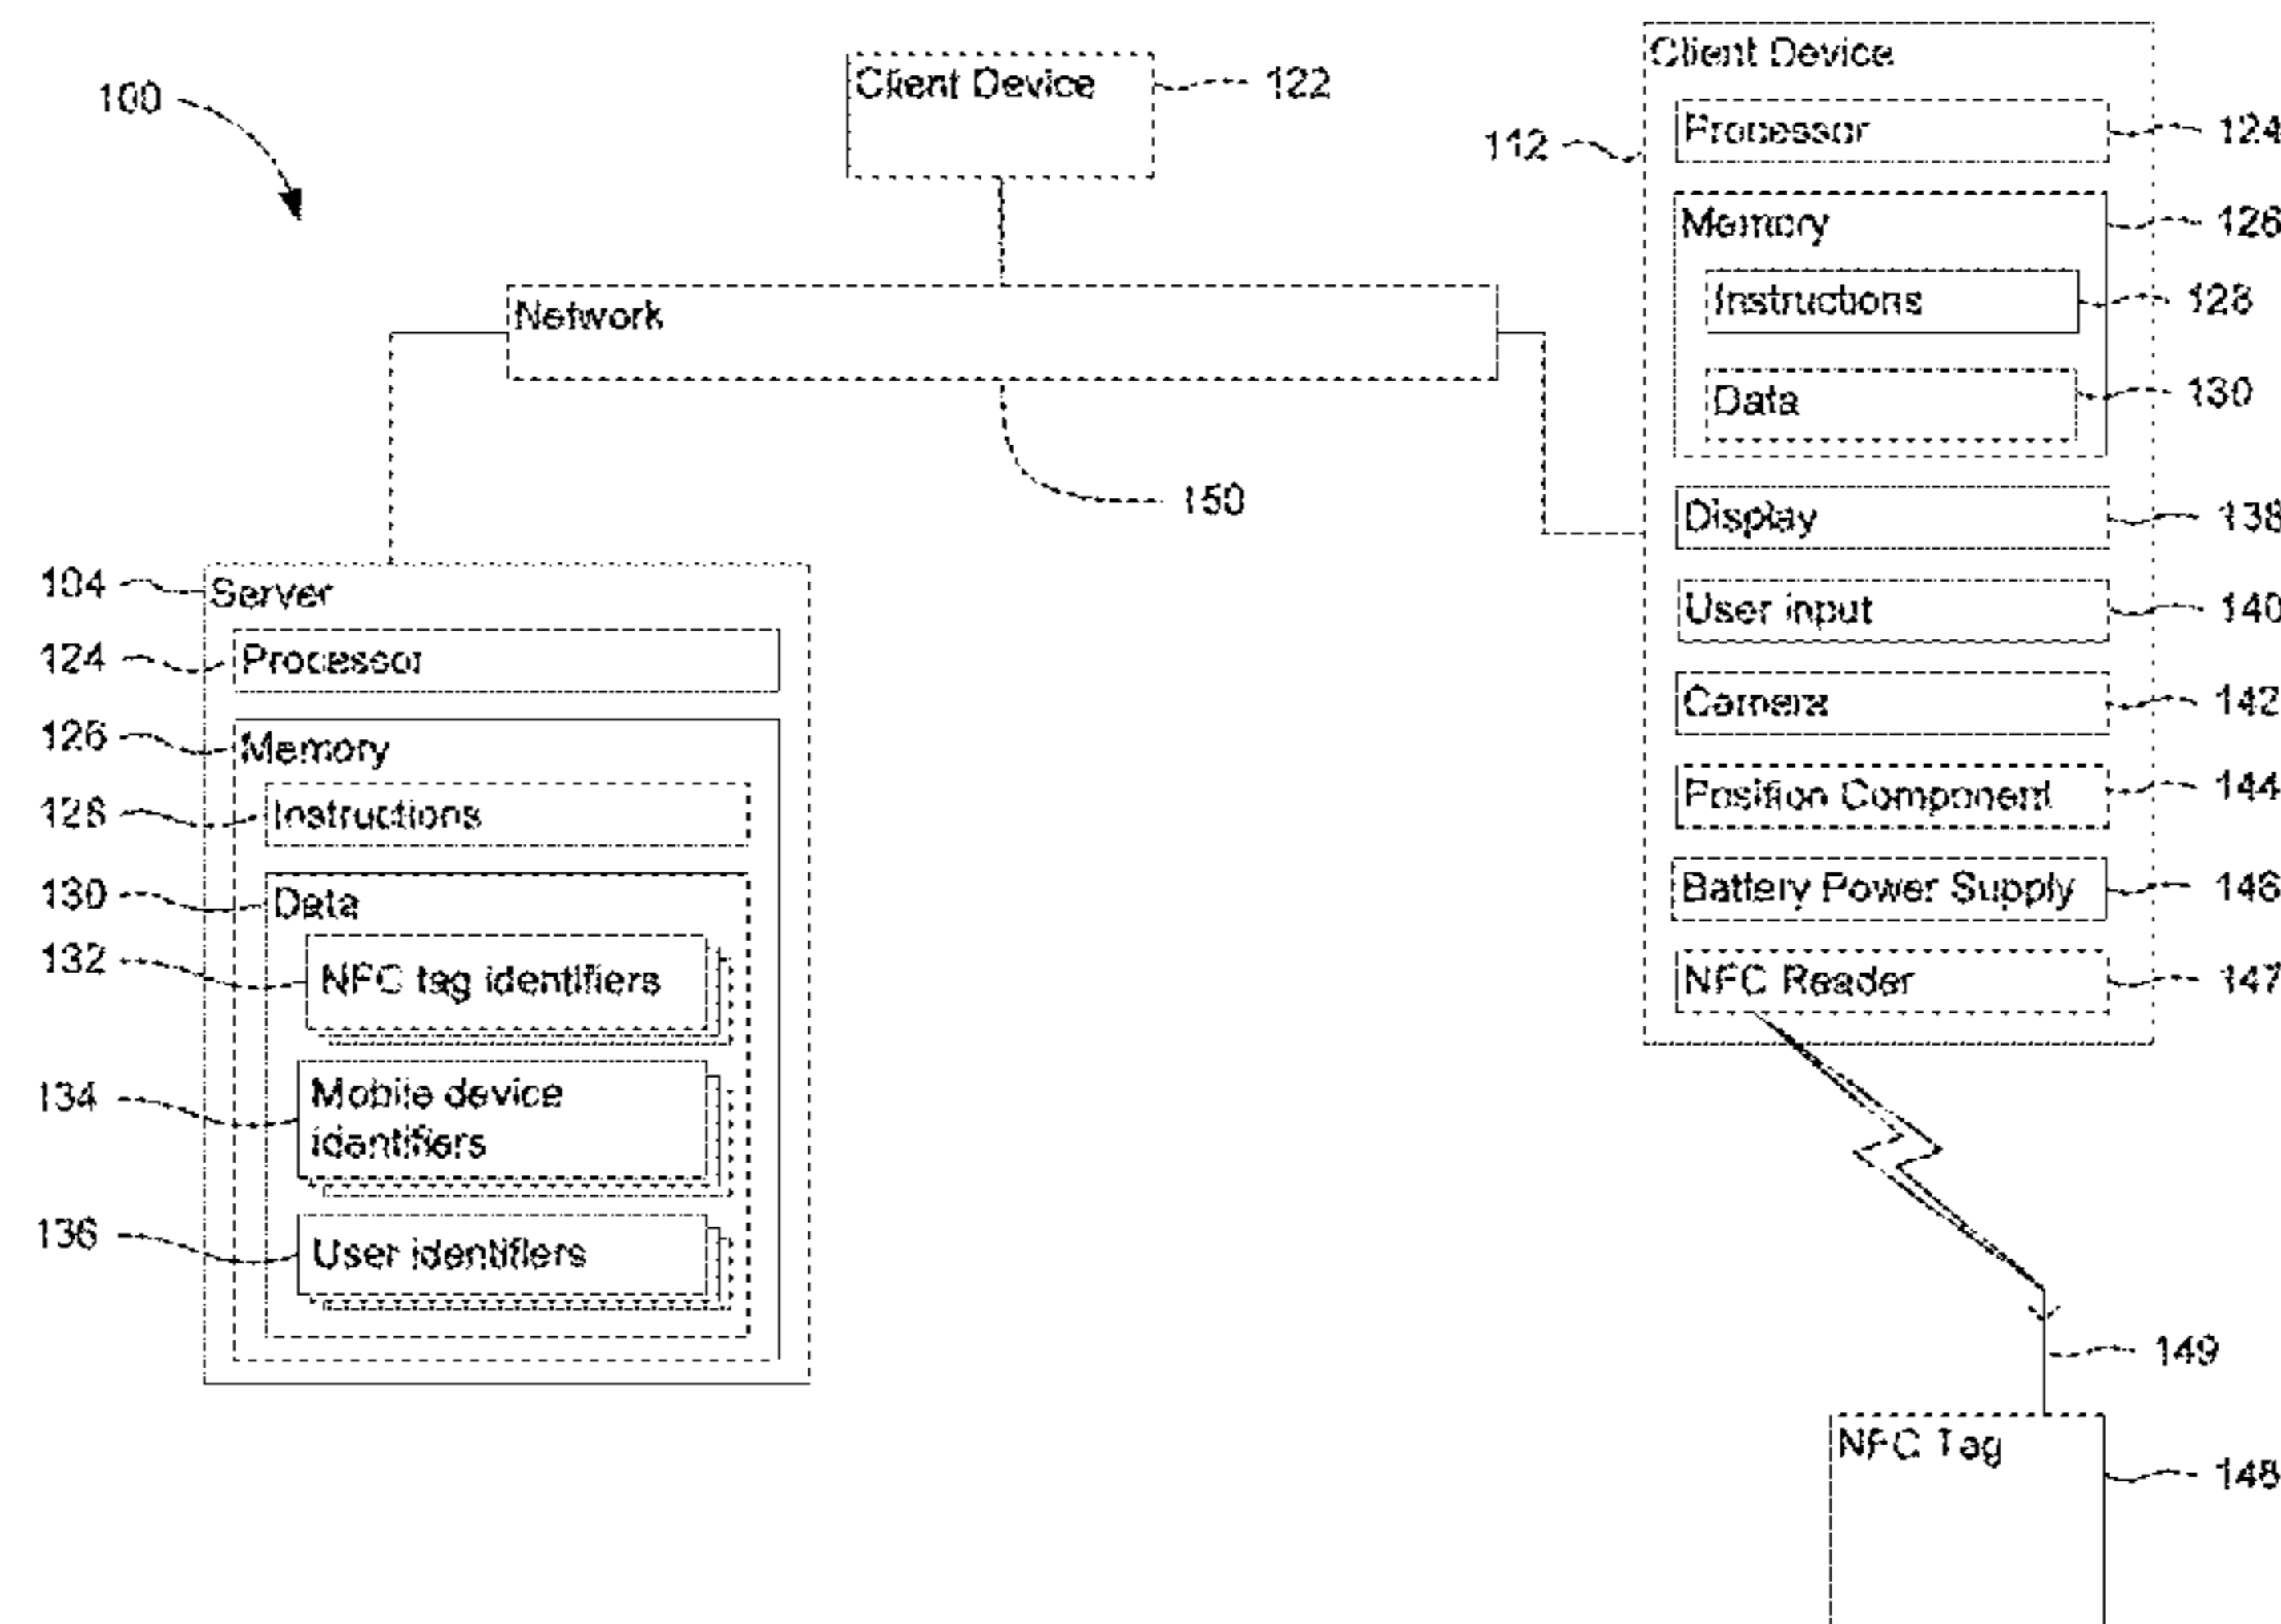 100
Client Device
122
Network
150
104
Server
124
Processor
126
Memory
128
Instructions
130
Data
132
NFC tag identifiers
134
Mobile device
identifiers
136
User identifiers
112
Client Device
Processor
124
Memory
126
Instructions
128
Data
130
Display
138
User input
140
Camera
142
Position Component
144
Battery Power Supply
146
NFC Reader
147
149
NFC Tag
148